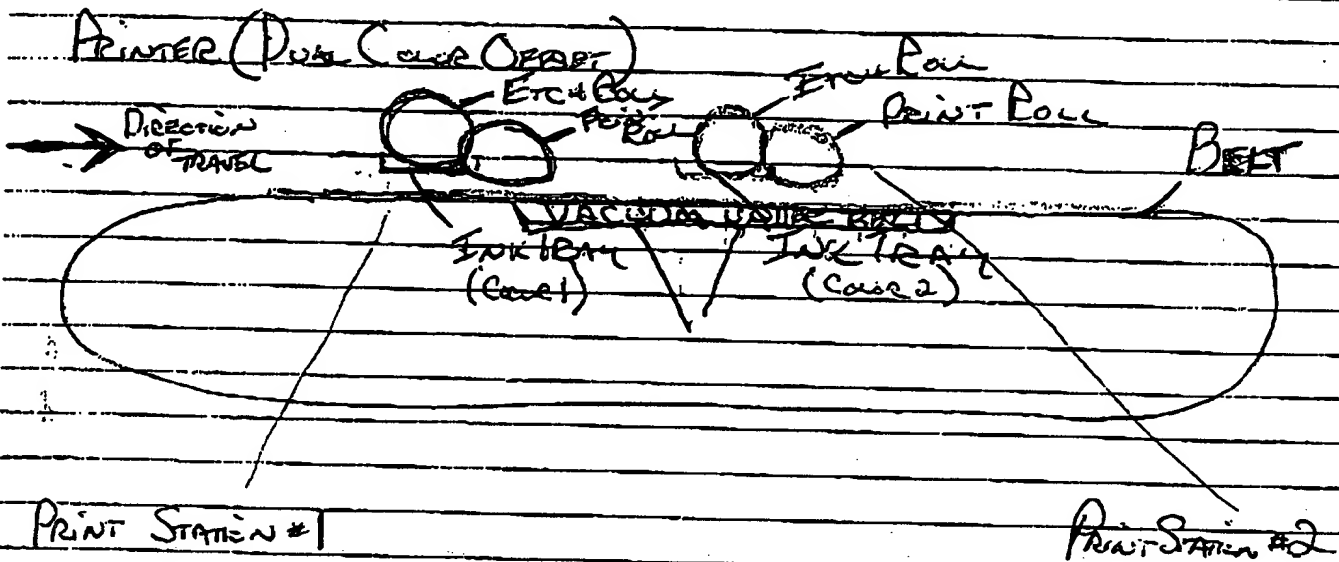 PRINTER (DUAL COLOR OFFSET)
ETCH ROLL
PRINT ROLL
ETCH ROLL
PRINT ROLL
DIRECTION
OF
TRAVEL
BELT
VACUUM UNDER BELT
INK TRAY
(COLOR 1)
INK TRAY
(COLOR 2)
PRINT STATION #1
PRINT STATION #2